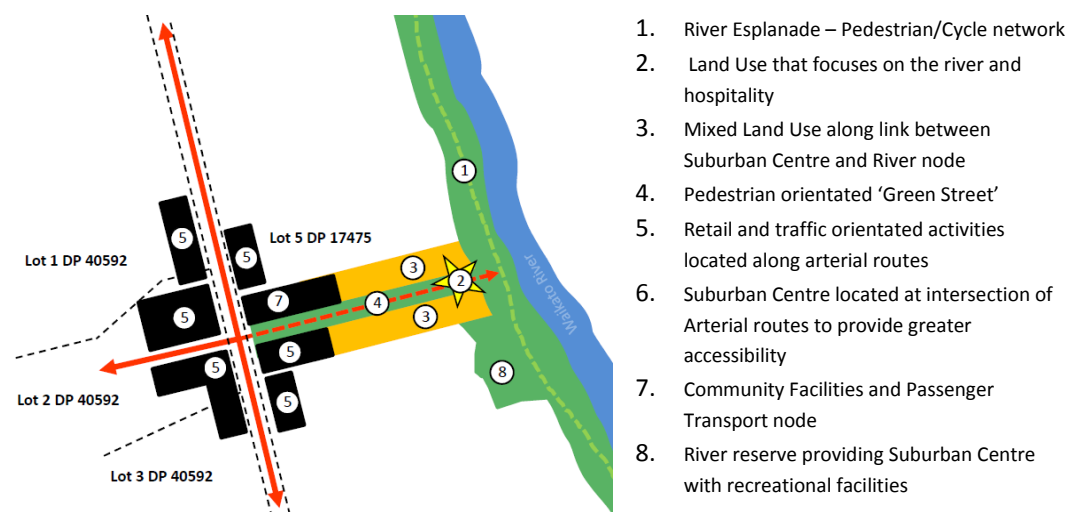 1
2
3
3
4
5
5
5
5
5
5
7
8
Lot 1 DP 40592
Lot 5 DP 17475
Lot 2 DP 40592
Lot 3 DP 40592
Waikato River
1. River Esplanade – Pedestrian/Cycle network
2. Land Use that focuses on the river and
hospitality
3. Mixed Land Use along link between
Suburban Centre and River node
4. Pedestrian orientated ‘Green Street’
5. Retail and traffic orientated activities
located along arterial routes
6. Suburban Centre located at intersection of
Arterial routes to provide greater
accessibility
7. Community Facilities and Passenger
Transport node
8. River reserve providing Suburban Centre
with recreational facilities